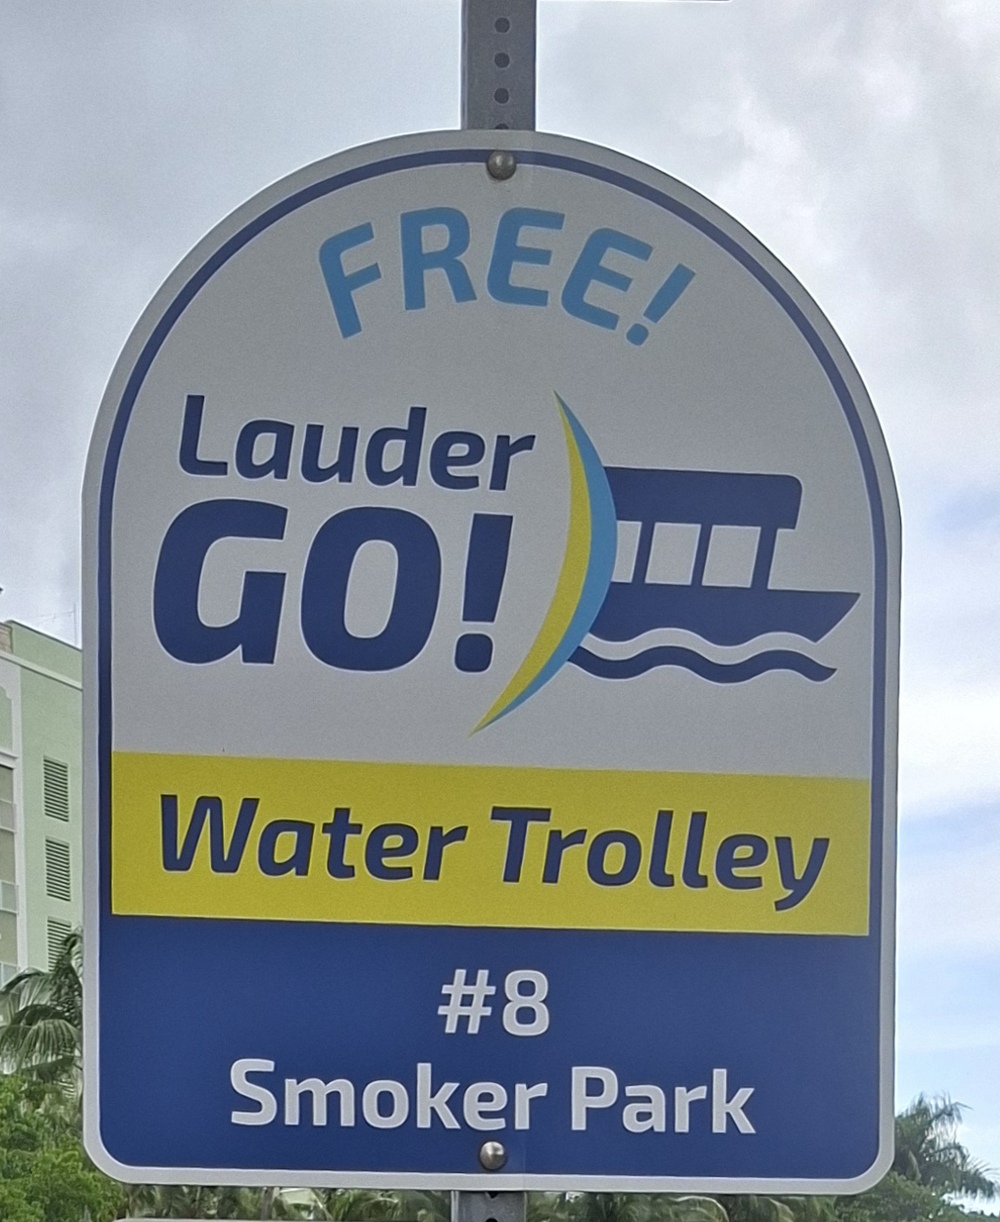 FREE!
Lauder
GO!
Water Trolley
#8
Smoker Park